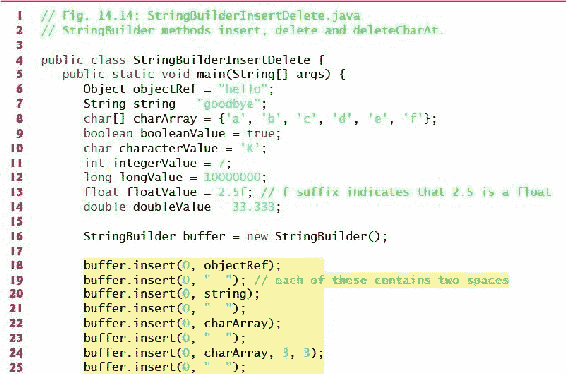 1 // Fig. 14.14: StringBuilderInsertDelete.java
2 // StringBuilder methods insert, delete and deleteCharAt.
3
4 public class StringBuilderInsertDelete {
5 public static void main(String[] args) {
6 Object objectRef = "hello";
7 String string = "goodbye";
8 char[] charArray = {'a', 'b', 'c', 'd', 'e', 'f'};
9 boolean booleanValue = true;
10 char characterValue = 'K';
11 int integerValue = 7;
12 long longValue = 10000000;
13 float floatValue = 2.5f; // f suffix indicates that 2.5 is a float
14 double doubleValue = 33.333;
15
16 StringBuilder buffer = new StringBuilder();
17
18 buffer.insert(0, objectRef);
19 buffer.insert(0, "  "); // each of these contains two spaces
20 buffer.insert(0, string);
21 buffer.insert(0, "  ");
22 buffer.insert(0, charArray);
23 buffer.insert(0, "  ");
24 buffer.insert(0, charArray, 3, 3);
25 buffer.insert(0, "  ");